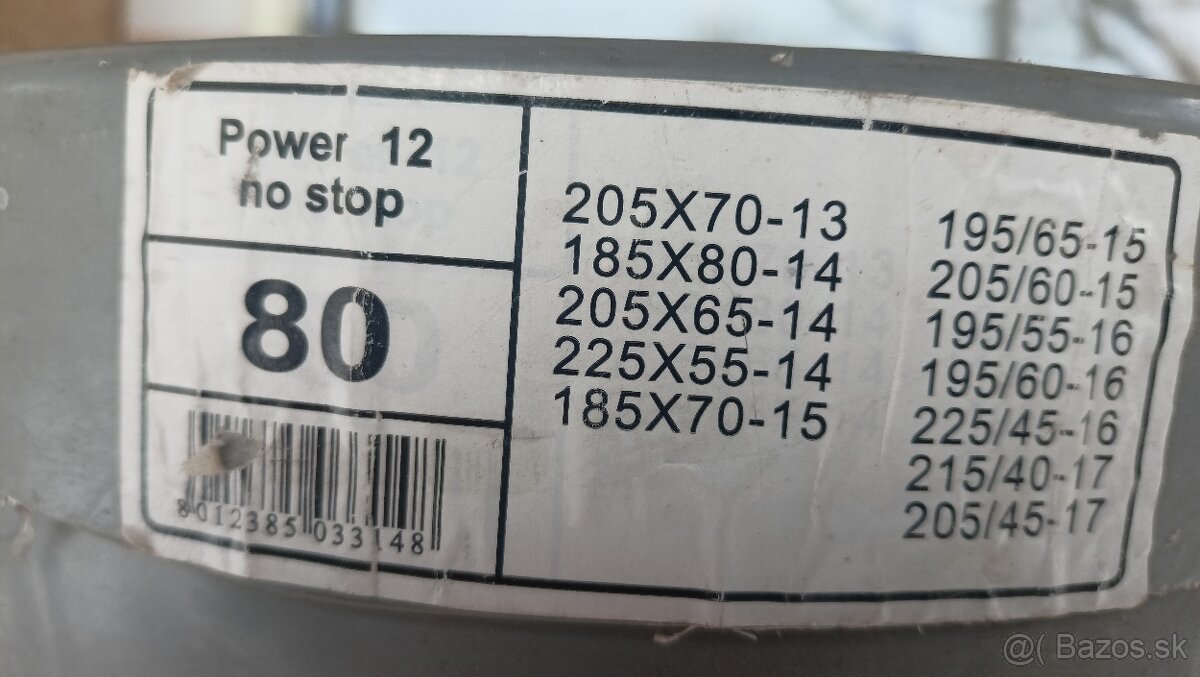 Power 12
no stop
80
8012385033148
205X70-13
185X80-14
205X65-14
225X55-14
185X70-15
195/65-15
205/60-15
195/55-16
195/60-16
225/45-16
215/40-17
205/45-17
@( Bazos.sk